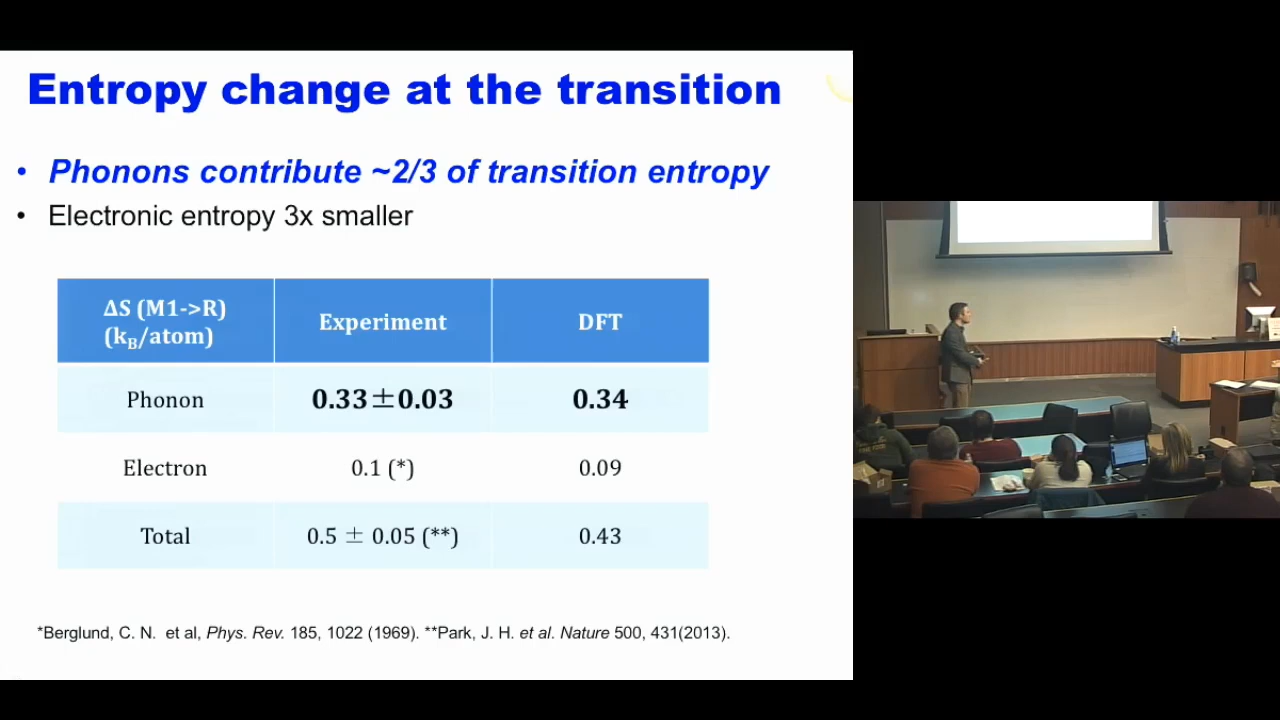 Entropy change at the transition
• Phonons contribute ~2/3 of transition entropy
• Electronic entropy 3x smaller
ΔS (M1->R) (kB/atom) Experiment DFT
Phonon 0.33±0.03 0.34
Electron 0.1 (*) 0.09
Total 0.5 ± 0.05 (**) 0.43
*Berglund, C. N. et al, Phys. Rev. 185, 1022 (1969). **Park, J. H. et al. Nature 500, 431(2013).